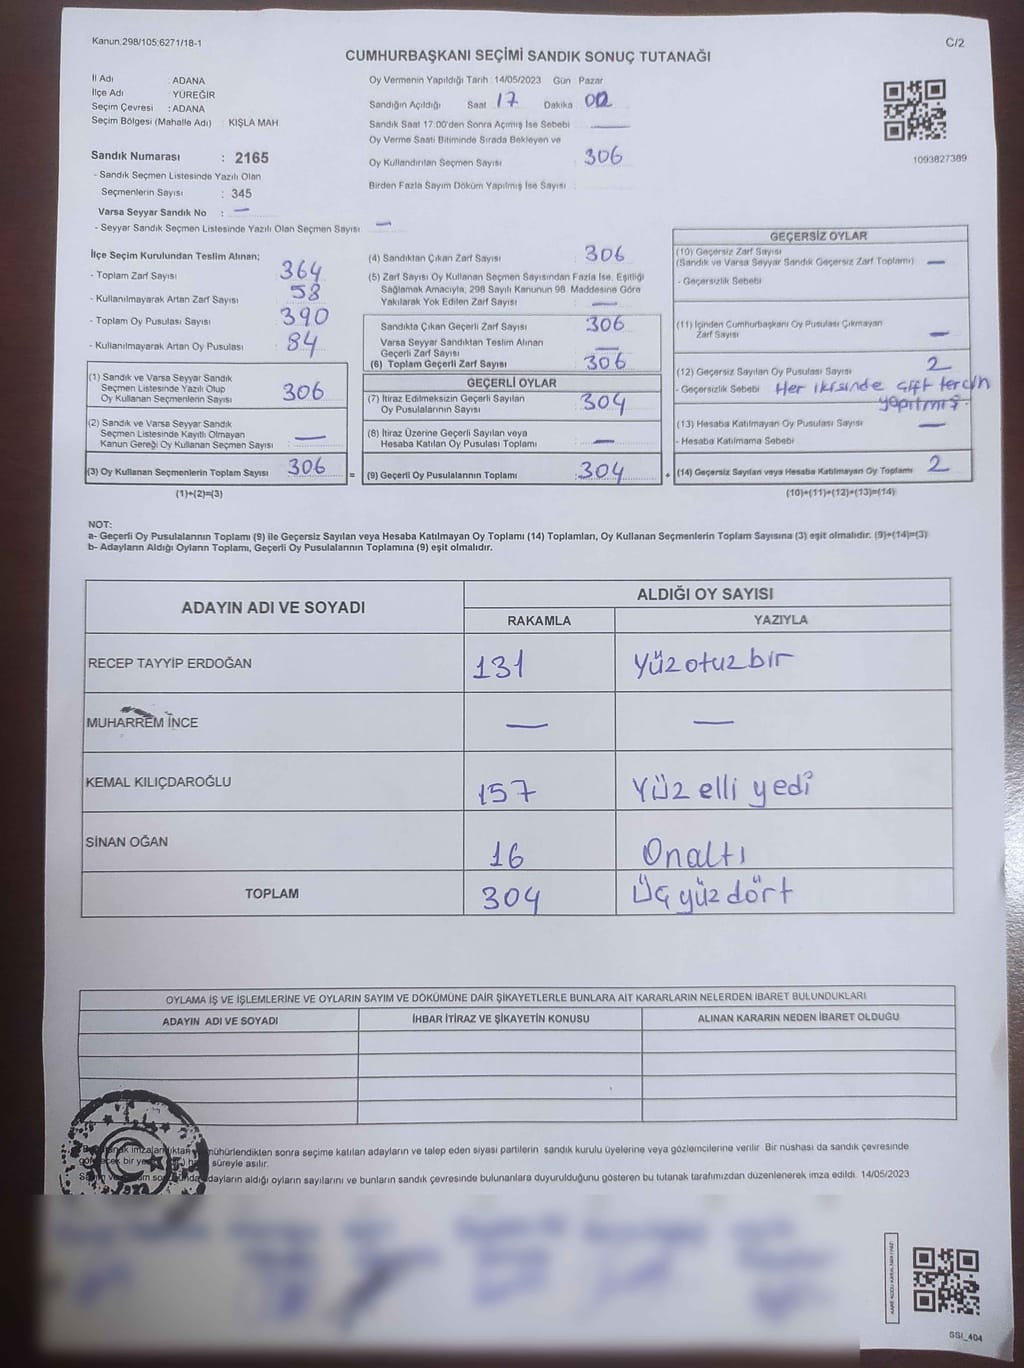 Kanun 298/105;6271/18-1
C/2
CUMHURBAŞKANI SEÇİMİ SANDIK SONUÇ TUTANAĞI
İl Adı : ADANA
İlçe Adı : YÜREĞİR
Seçim Çevresi : ADANA
Seçim Bölgesi (Mahalle Adı) : KIŞLA MAH
Sandık Numarası : 2165
- Sandık Seçmen Listesinde Yazılı Olan
Seçmenlerin Sayısı : 345
Varsa Seyyar Sandık No : —
- Seyyar Sandık Seçmen Listesinde Yazılı Olan Seçmen Sayısı —
Oy Vermenin Yapıldığı Tarih : 14/05/2023 Gün Pazar
Sandığın Açıldığı Saat 17 Dakika 00
Sandık Saat 17:00'den Sonra Açımış İse Sebebi —
Oy Verme Saati Bitiminde Sırada Bekleyen ve
Oy Kullandırılan Seçmen Sayısı : 306
Birden Fazla Sayım Döküm Yapılmış İse Sayısı :
1093827389
İlçe Seçim Kurulundan Teslim Alınan;
- Toplam Zarf Sayısı : 364
- Kullanılmayarak Artan Zarf Sayısı : 58
- Toplam Oy Pusulası Sayısı : 390
- Kullanılmayarak Artan Oy Pusulası : 84
(1) Sandık ve Varsa Seyyar Sandık
Seçmen Listesinde Yazılı Olup
Oy Kullanan Seçmenlerin Sayısı : 306
(2) Sandık ve Varsa Seyyar Sandık
Seçmen Listesinde Kayıtlı Olmayan
Kanun Gereği Oy Kullanan Seçmen Sayısı : —
(3) Oy Kullanan Seçmenlerin Toplam Sayısı : 306
(1)+(2)=(3)
=
(4) Sandıktan Çıkan Zarf Sayısı : 306
(5) Zarf Sayısı Oy Kullanan Seçmen Sayısından Fazla İse, Eşitliği
Sağlamak Amacıyla, 298 Sayılı Kanunun 98. Maddesine Göre
Yakılarak Yok Edilen Zarf Sayısı : —
Sandıkta Çıkan Geçerli Zarf Sayısı : 306
Varsa Seyyar Sandıktan Teslim Alınan
Geçerli Zarf Sayısı : —
(6) Toplam Geçerli Zarf Sayısı : 306
GEÇERLİ OYLAR
(7) İtiraz Edilmeksizin Geçerli Sayılan
Oy Pusulalarının Sayısı : 304
(8) İtiraz Üzerine Geçerli Sayılan veya
Hesaba Katılan Oy Pusulası Toplamı : —
(9) Geçerli Oy Pusulalarının Toplamı : 304
+
GEÇERSİZ OYLAR
(10) Geçersiz Zarf Sayısı
(Sandık ve Varsa Seyyar Sandık Geçersiz Zarf Toplamı) —
- Geçersizlik Sebebi
(11) İçinden Cumhurbaşkanı Oy Pusulası Çıkmayan
Zarf Sayısı —
(12) Geçersiz Sayılan Oy Pusulası Sayısı 2
- Geçersizlik Sebebi Her ikisinde çift tercih
yapılmış.
(13) Hesaba Katılmayan Oy Pusulası Sayısı —
- Hesaba Katılmama Sebebi
(14) Geçersiz Sayılan veya Hesaba Katılmayan Oy Toplamı 2
(10)+(11)+(12)+(13)=(14)
NOT:
a- Geçerli Oy Pusulalarının Toplamı (9) ile Geçersiz Sayılan veya Hesaba Katılmayan Oy Toplamı (14) Toplamları, Oy Kullanan Seçmenlerin Toplam Sayısına (3) eşit olmalıdır. (9)+(14)=(3)
b- Adayların Aldığı Oyların Toplamı, Geçerli Oy Pusulalarının Toplamına (9) eşit olmalıdır.
ADAYIN ADI VE SOYADI
ALDIĞI OY SAYISI
RAKAMLA YAZIYLA
RECEP TAYYİP ERDOĞAN 131 Yüzotuzbir
MUHARREM İNCE — —
KEMAL KILIÇDAROĞLU 157 Yüz elli yedi
SİNAN OĞAN 16 Onaltı
TOPLAM 304 Üç yüz dört
OYLAMA İŞ VE İŞLEMLERİNE VE OYLARIN SAYIM VE DÖKÜMÜNE DAİR ŞİKAYETLERLE BUNLARA AİT KARARLARIN NELERDEN İBARET BULUNDUKLARI
ADAYIN ADI VE SOYADI İHBAR İTİRAZ VE ŞİKAYETİN KONUSU ALINAN KARARIN NEDEN İBARET OLDUĞU
mühürlendikten sonra seçime katılan adayların ve talep eden siyasi partilerin sandık kurulu üyelerine veya gözlemcilerine verilir Bir nüshası da sandık çevresinde
bir süreyle asılır.
adayların aldığı oyların sayılarını ve bunların sandık çevresinde bulunanlara duyurulduğunu gösteren bu tutanak tarafımızdan düzenlenerek imza edildi. 14/05/2023
SSI_404